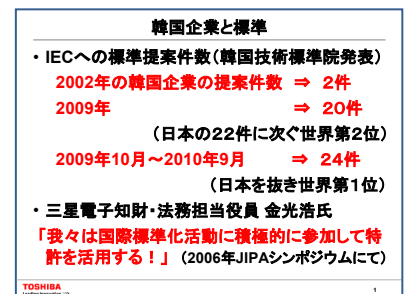 韓国企業と標準
・IECへの標準提案件数(韓国技術標準院発表)
2002年の韓国企業の提案件数 ⇒ 2件
2009年 ⇒ 20件
(日本の22件に次ぐ世界第2位)
2009年10月~2010年9月 ⇒ 24件
(日本を抜き世界第1位)
・三星電子知財・法務担当役員 金光浩氏
「我々は国際標準化活動に積極的に参加して特
許を活用する!」(2006年JIPAシンポジウムにて)
TOSHIBA
Leading Innovation >>>
1